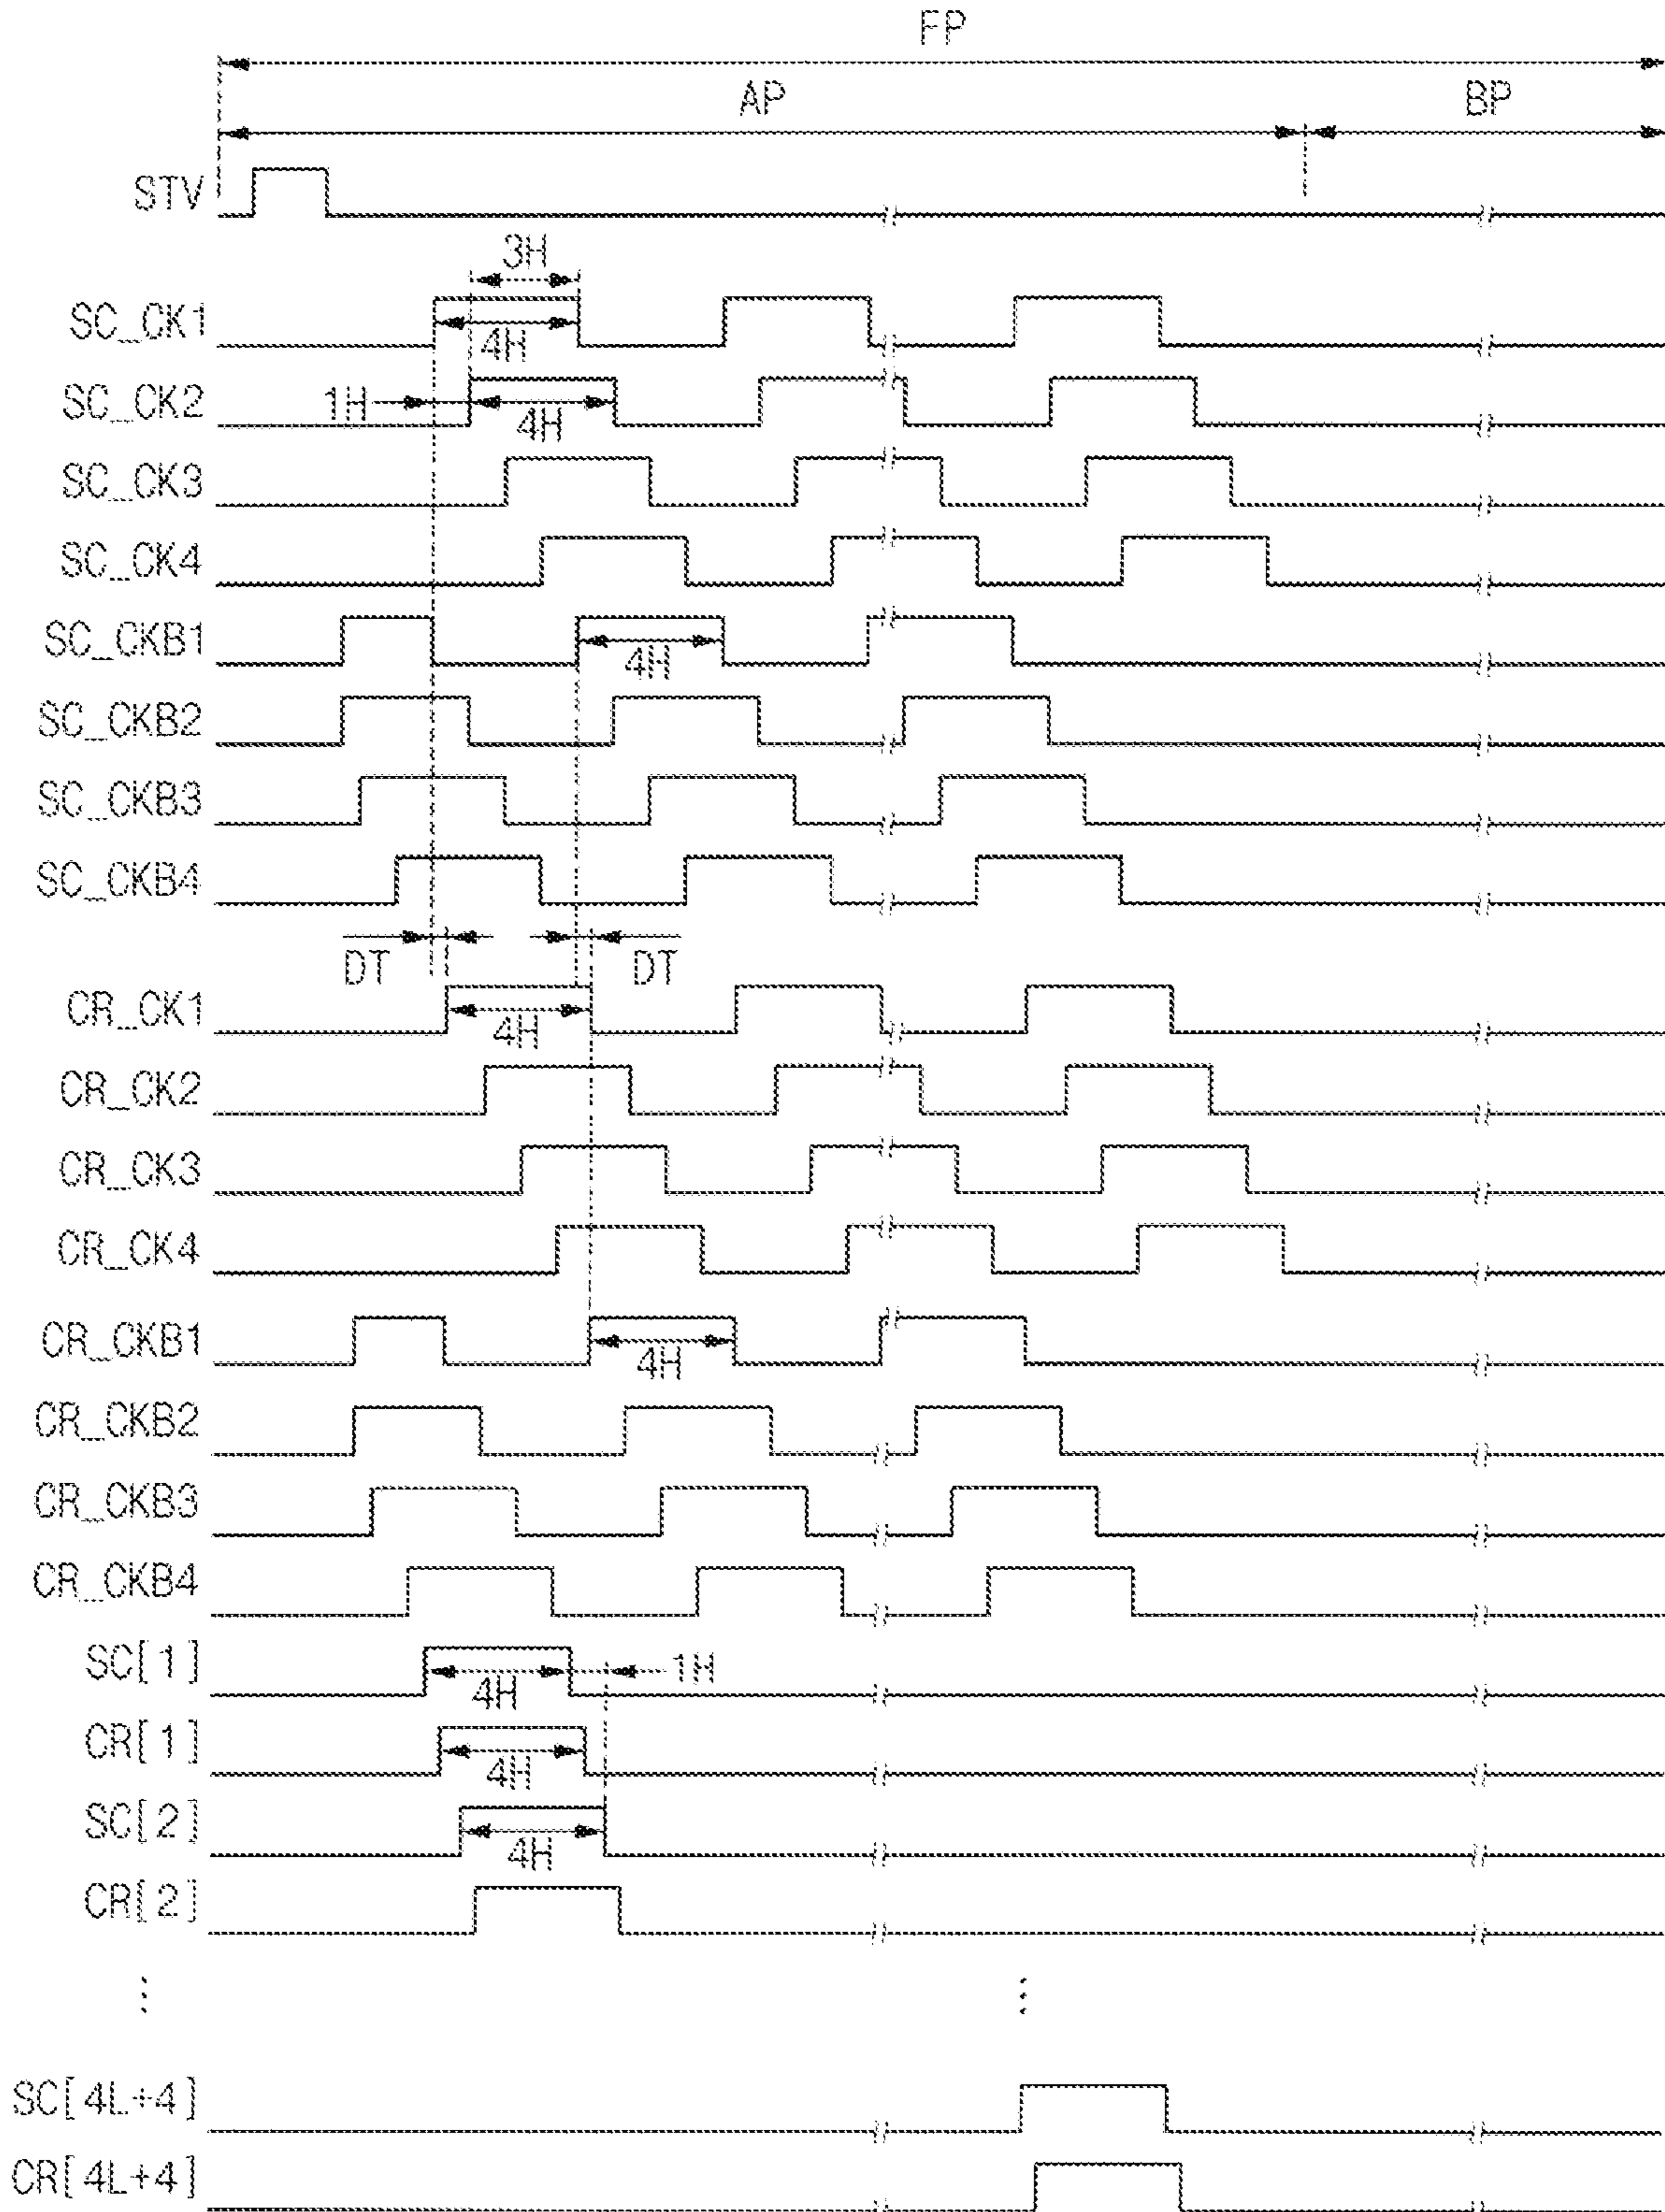 FP
AP BP
STV
3H
SC_CK1
4H
SC_CK2
1H
4H
SC_CK3
SC_CK4
SC_CKB1
4H
SC_CKB2
SC_CKB3
SC_CKB4
DT DT
CR_CK1
4H
CR_CK2
CR_CK3
CR_CK4
CR_CKB1
4H
CR_CKB2
CR_CKB3
CR_CKB4
SC[1]
4H
1H
CR[1]
4H
SC[2]
4H
CR[2]
⋮ ⋮
SC[4L+4]
CR[4L+4]